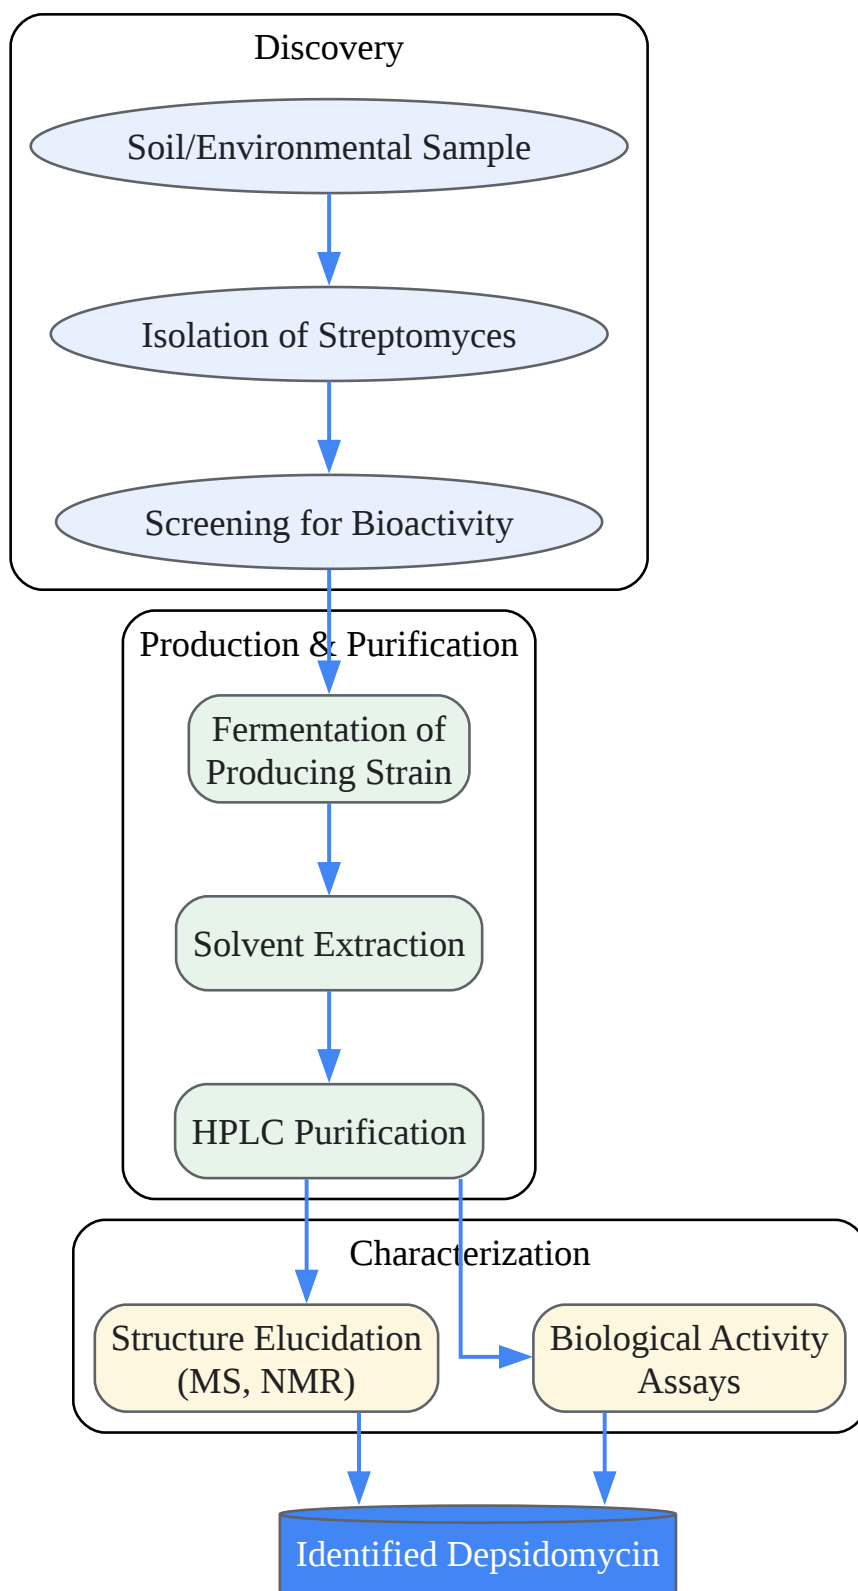 Discovery
Soil/Environmental Sample
Isolation of Streptomyces
Screening for Bioactivity
Production & Purification
Fermentation of
Producing Strain
Solvent Extraction
HPLC Purification
Characterization
Structure Elucidation
(MS, NMR)
Biological Activity
Assays
Identified Depsidomycin